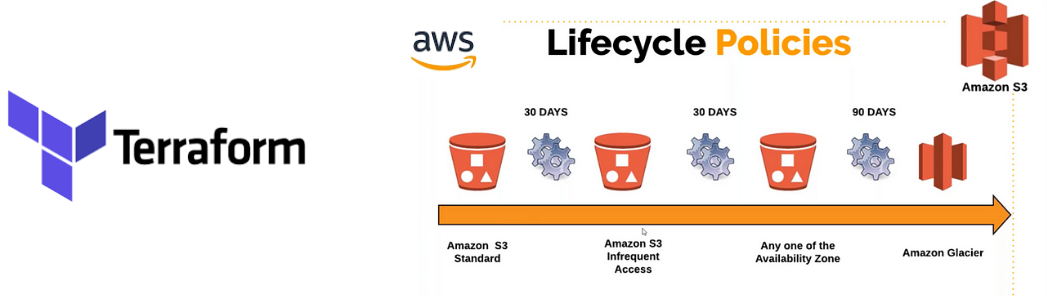 Terraform
aws
Lifecycle Policies
Amazon S3
30 DAYS
30 DAYS
90 DAYS
Amazon S3
Standard
Amazon S3
Infrequent
Access
Any one of the
Availability Zone
Amazon Glacier